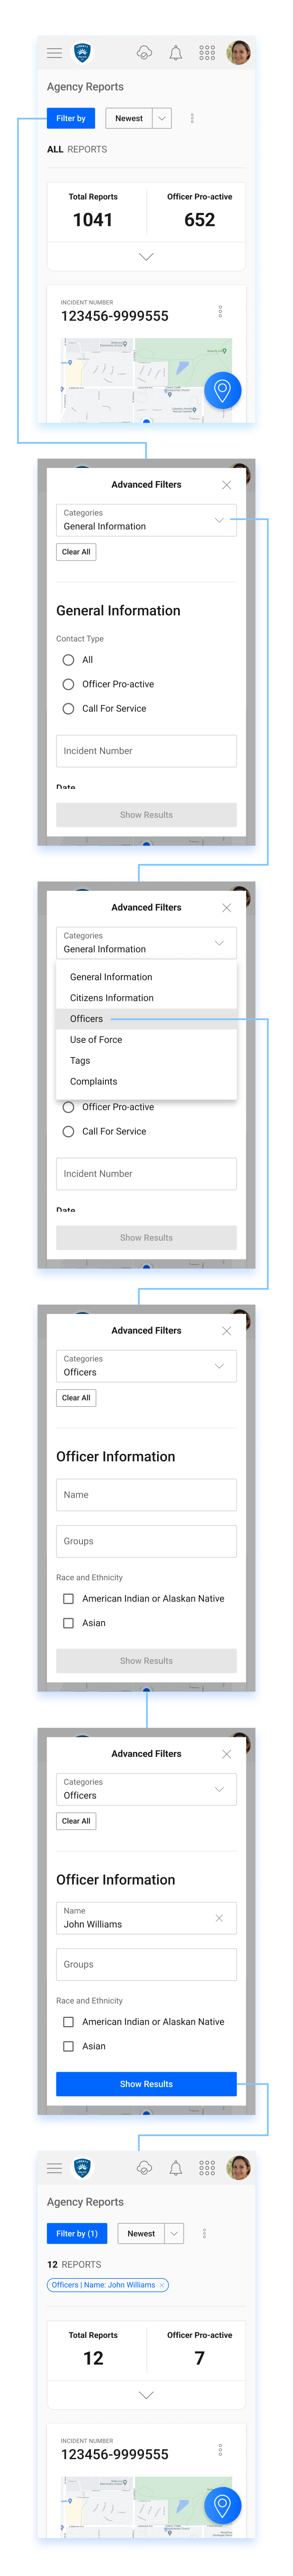 Agency Reports
Filter by
Newest
ALL REPORTS
Total Reports
Officer Pro-active
1041
652
INCIDENT NUMBER
123456-9999555
Advanced Filters
Categories
General Information
Clear All
General Information
Contact Type
All
Officer Pro-active
Call For Service
Incident Number
Date
Show Results
Advanced Filters
Categories
General Information
General Information
Citizens Information
Officers
Use of Force
Tags
Complaints
Officer Pro-active
Call For Service
Incident Number
Date
Show Results
Advanced Filters
Categories
Officers
Clear All
Officer Information
Name
Groups
Race and Ethnicity
American Indian or Alaskan Native
Asian
Show Results
Advanced Filters
Categories
Officers
Clear All
Officer Information
Name
John Williams
Groups
Race and Ethnicity
American Indian or Alaskan Native
Asian
Show Results
Agency Reports
Filter by (1)
Newest
12 REPORTS
Officers | Name: John Williams
Total Reports
Officer Pro-active
12
7
INCIDENT NUMBER
123456-9999555